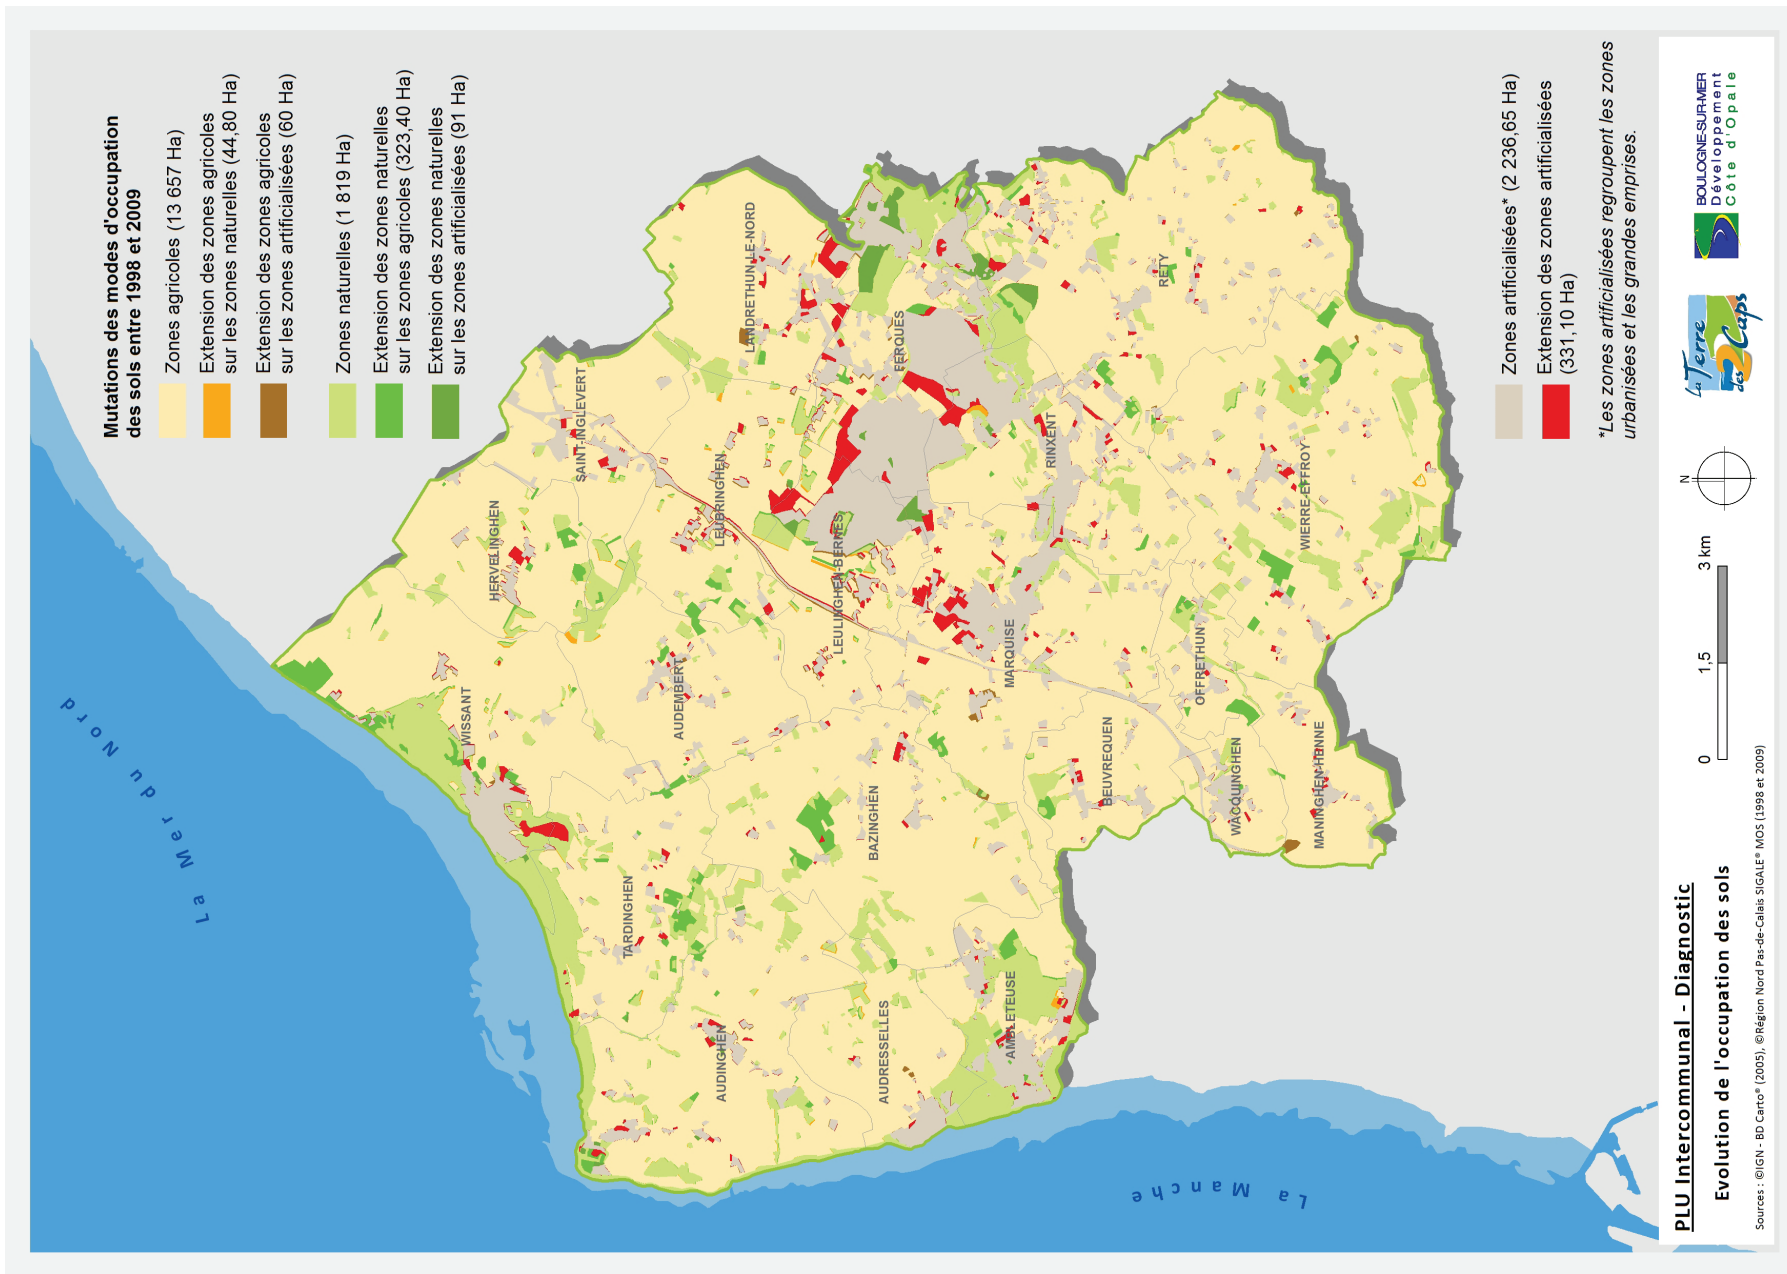 Mutations des modes d'occupation
des sols entre 1998 et 2009
Zones agricoles (13 657 Ha)
Extension des zones agricoles
sur les zones naturelles (44,80 Ha)
Extension des zones agricoles
sur les zones artificialisées (60 Ha)
Zones naturelles (1 819 Ha)
Extension des zones naturelles
sur les zones agricoles (323,40 Ha)
Extension des zones naturelles
sur les zones artificialisées (91 Ha)
Zones artificialisées* (2 236,65 Ha)
Extension des zones artificialisées
(331,10 Ha)
*Les zones artificialisées regroupent les zones
urbanisées et les grandes emprises.
La Mer du Nord
La Manche
HERVELINGHEN
SAINT-INGLEVERT
WISSANT
TARDINGHEN
AUDEMBERT
LEUBRINGHEN
LANDRETHUN-LE-NORD
AUDINGHEN
LEULINGHEN-BERNES
BAZINGHEN
AUDRESSELLES
FERQUES
AMBLETEUSE
MARQUISE
RINXENT
BEUVREQUEN
RETY
OFFRETHUN
WACQUINGHEN
WIERRE-EFFROY
MANINGHEN-HENNE
PLU Intercommunal - Diagnostic
Evolution de l'occupation des sols
Sources : ©IGN - BD Carto® (2005), ©Région Nord Pas-de-Calais SIGALE® MOS (1998 et 2009)
0 1,5 3 km
N
La Terre
des 2 Caps
BOULOGNE-SUR-MER
Développement
Côte d'Opale